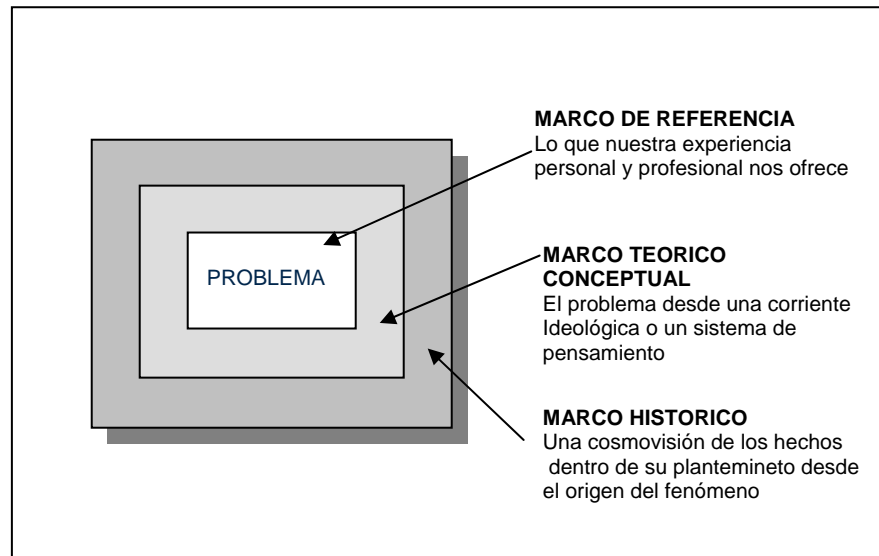 MARCO DE REFERENCIA
Lo que nuestra experiencia
personal y profesional nos ofrece
PROBLEMA
MARCO TEORICO
CONCEPTUAL
El problema desde una corriente
Ideológica o un sistema de
pensamiento
MARCO HISTORICO
Una cosmovisión de los hechos
dentro de su plantemineto desde
el origen del fenómeno